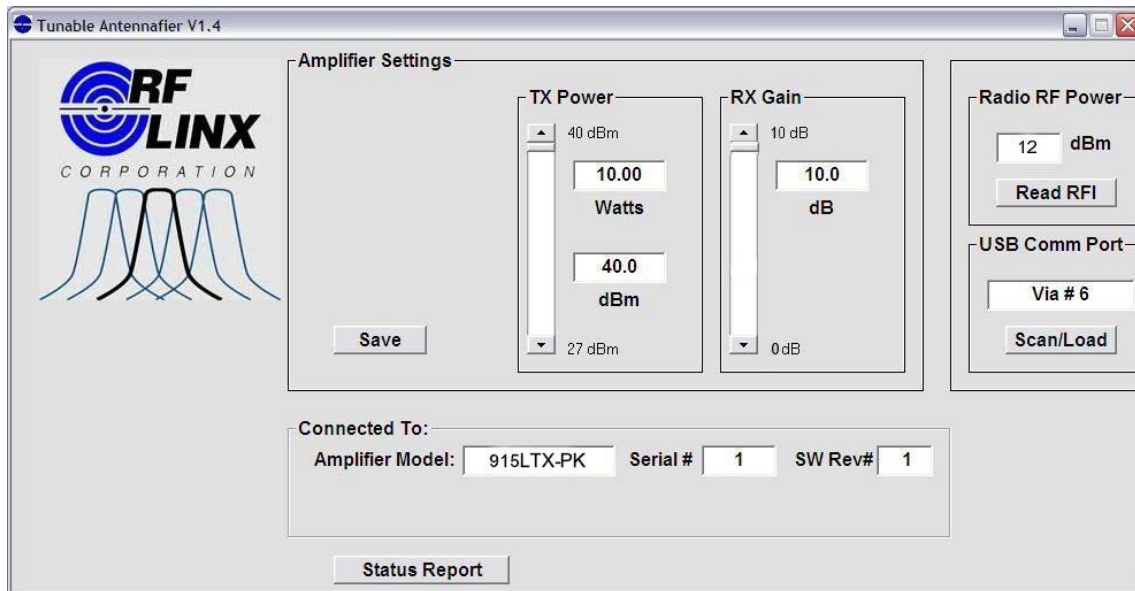 Tunable Antennafier V1.4
RF
LINX
CORPORATION
Amplifier Settings
TX Power
40 dBm
10.00
Watts
40.0
dBm
27 dBm
RX Gain
10 dB
10.0
dB
0dB
Save
Radio RF Power
12 dBm
Read RFI
USB Comm Port
Via # 6
Scan/Load
Connected To:
Amplifier Model: 915LTX-PK Serial # 1 SW Rev# 1
Status Report